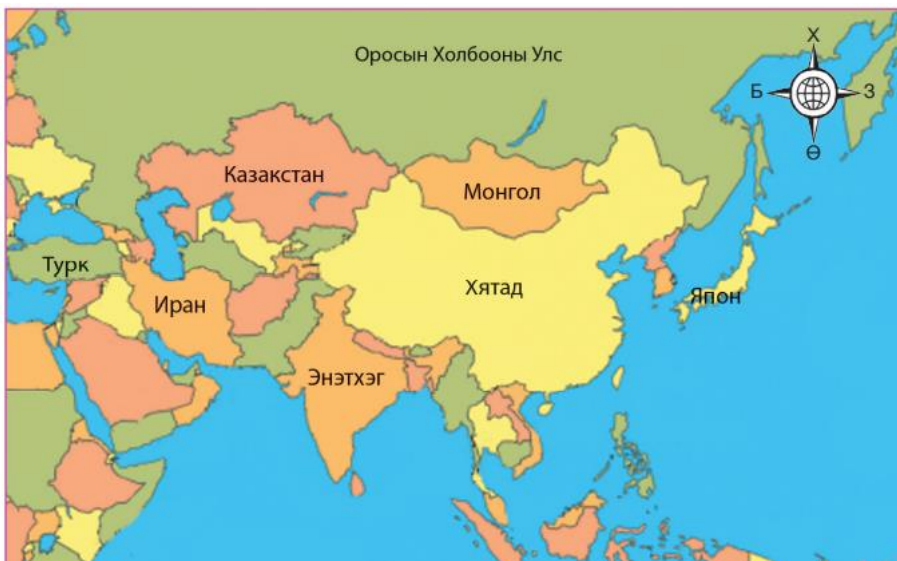 Оросын Холбооны Улс
Х
Б
З
Ө
Казакстан
Монгол
Турк
Иран
Хятад
Япон
Энэтхэг